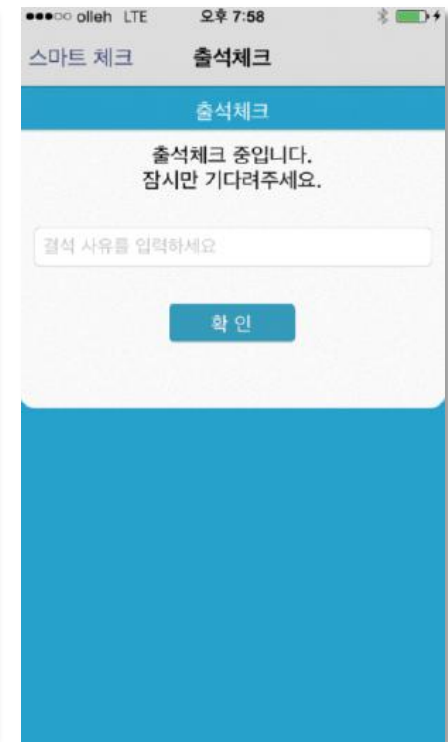 olleh LTE 오후 7:58
스마트 체크 출석체크
출석체크
출석체크 중입니다.
잠시만 기다려주세요.
결석 사유를 입력하세요
확 인